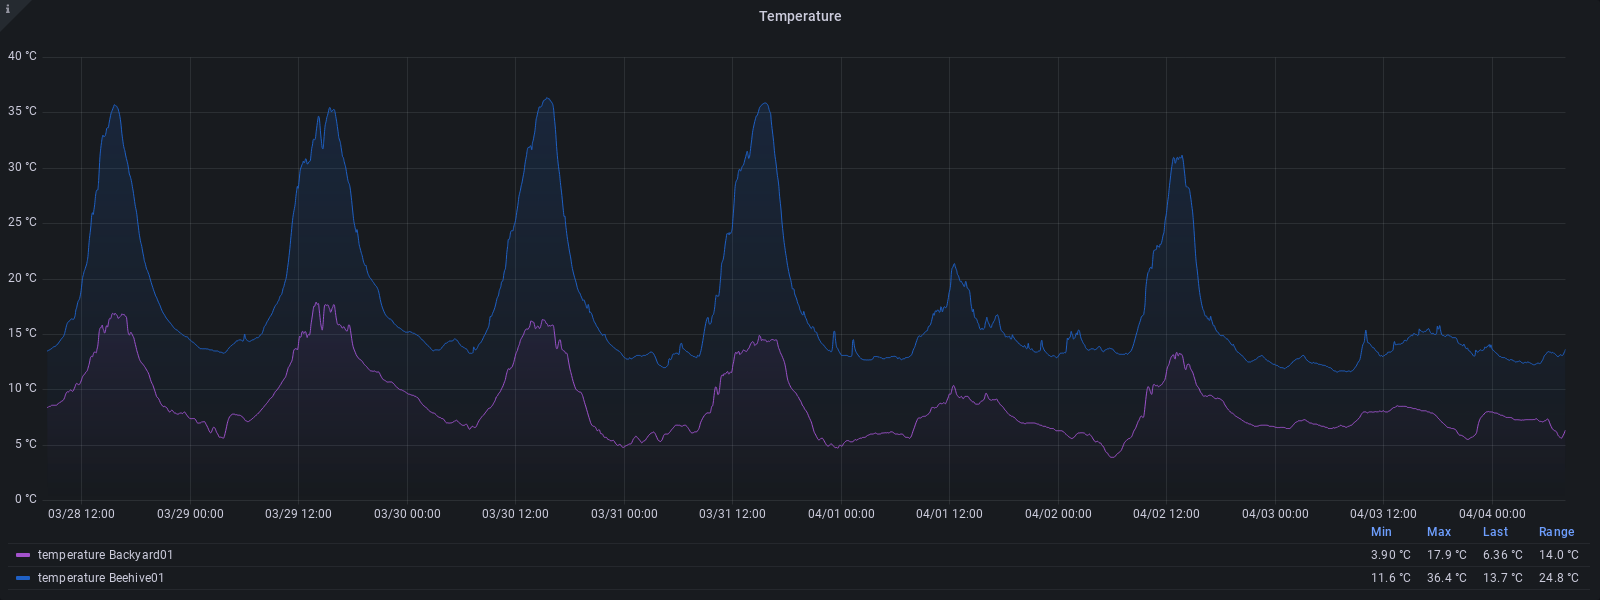 i
Temperature
40 °C
35 °C
30 °C
25 °C
20 °C
15 °C
10 °C
5 °C
0 °C
03/28 12:00 03/29 00:00 03/29 12:00 03/30 00:00 03/30 12:00 03/31 00:00 03/31 12:00 04/01 00:00 04/01 12:00 04/02 00:00 04/02 12:00 04/03 00:00 04/03 12:00 04/04 00:00
Min Max Last Range
temperature Backyard01 3.90 °C 17.9 °C 6.36 °C 14.0 °C
temperature Beehive01 11.6 °C 36.4 °C 13.7 °C 24.8 °C